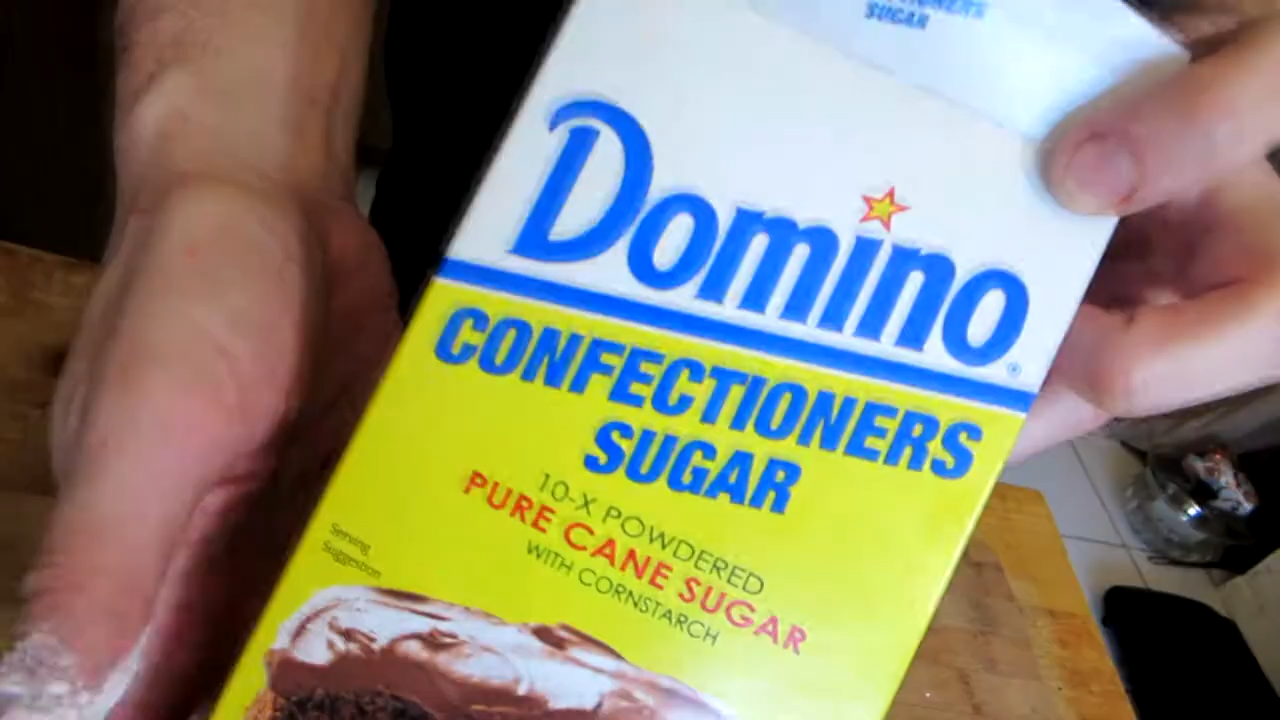 SUGAR
Domino
CONFECTIONERS
SUGAR
10-X POWDERED
PURE CANE SUGAR
WITH CORNSTARCH
Serving
Suggestion